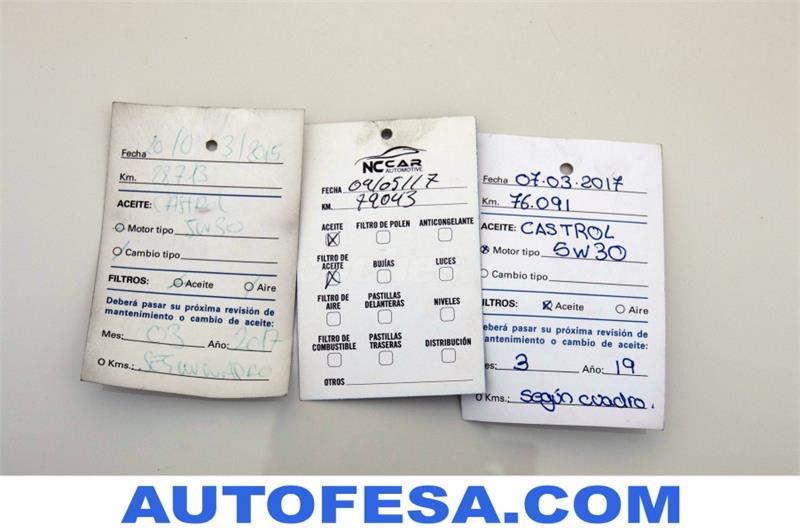 Fecha 20/03/2015
Km.
ACEITE: CASTROL
Motor tipo 5W30
Cambio tipo
FILTROS: Aceite Aire
Deberá pasar su próxima revisión de
mantenimiento o cambio de aceite:
Mes: 03 Año: 2017
O Kms.: SEGUN CUADRO
NCCAR
AUTOMOTIVE
FECHA 09/05/17
KM. 79043
ACEITE FILTRO DE POLEN ANTICONGELANTE
FILTRO DE ACEITE BUJÍAS LUCES
FILTRO DE AIRE PASTILLAS DELANTERAS NIVELES
FILTRO DE COMBUSTIBLE PASTILLAS TRASERAS DISTRIBUCIÓN
OTROS
Fecha 07.03.2017
Km. 76.091
ACEITE: CASTROL
Motor tipo 5W30
Cambio tipo
FILTROS: Aceite Aire
Deberá pasar su próxima revisión de
mantenimiento o cambio de aceite:
Mes: 3 Año: 19
O Kms.: según cuadro.
AUTOFESA.COM